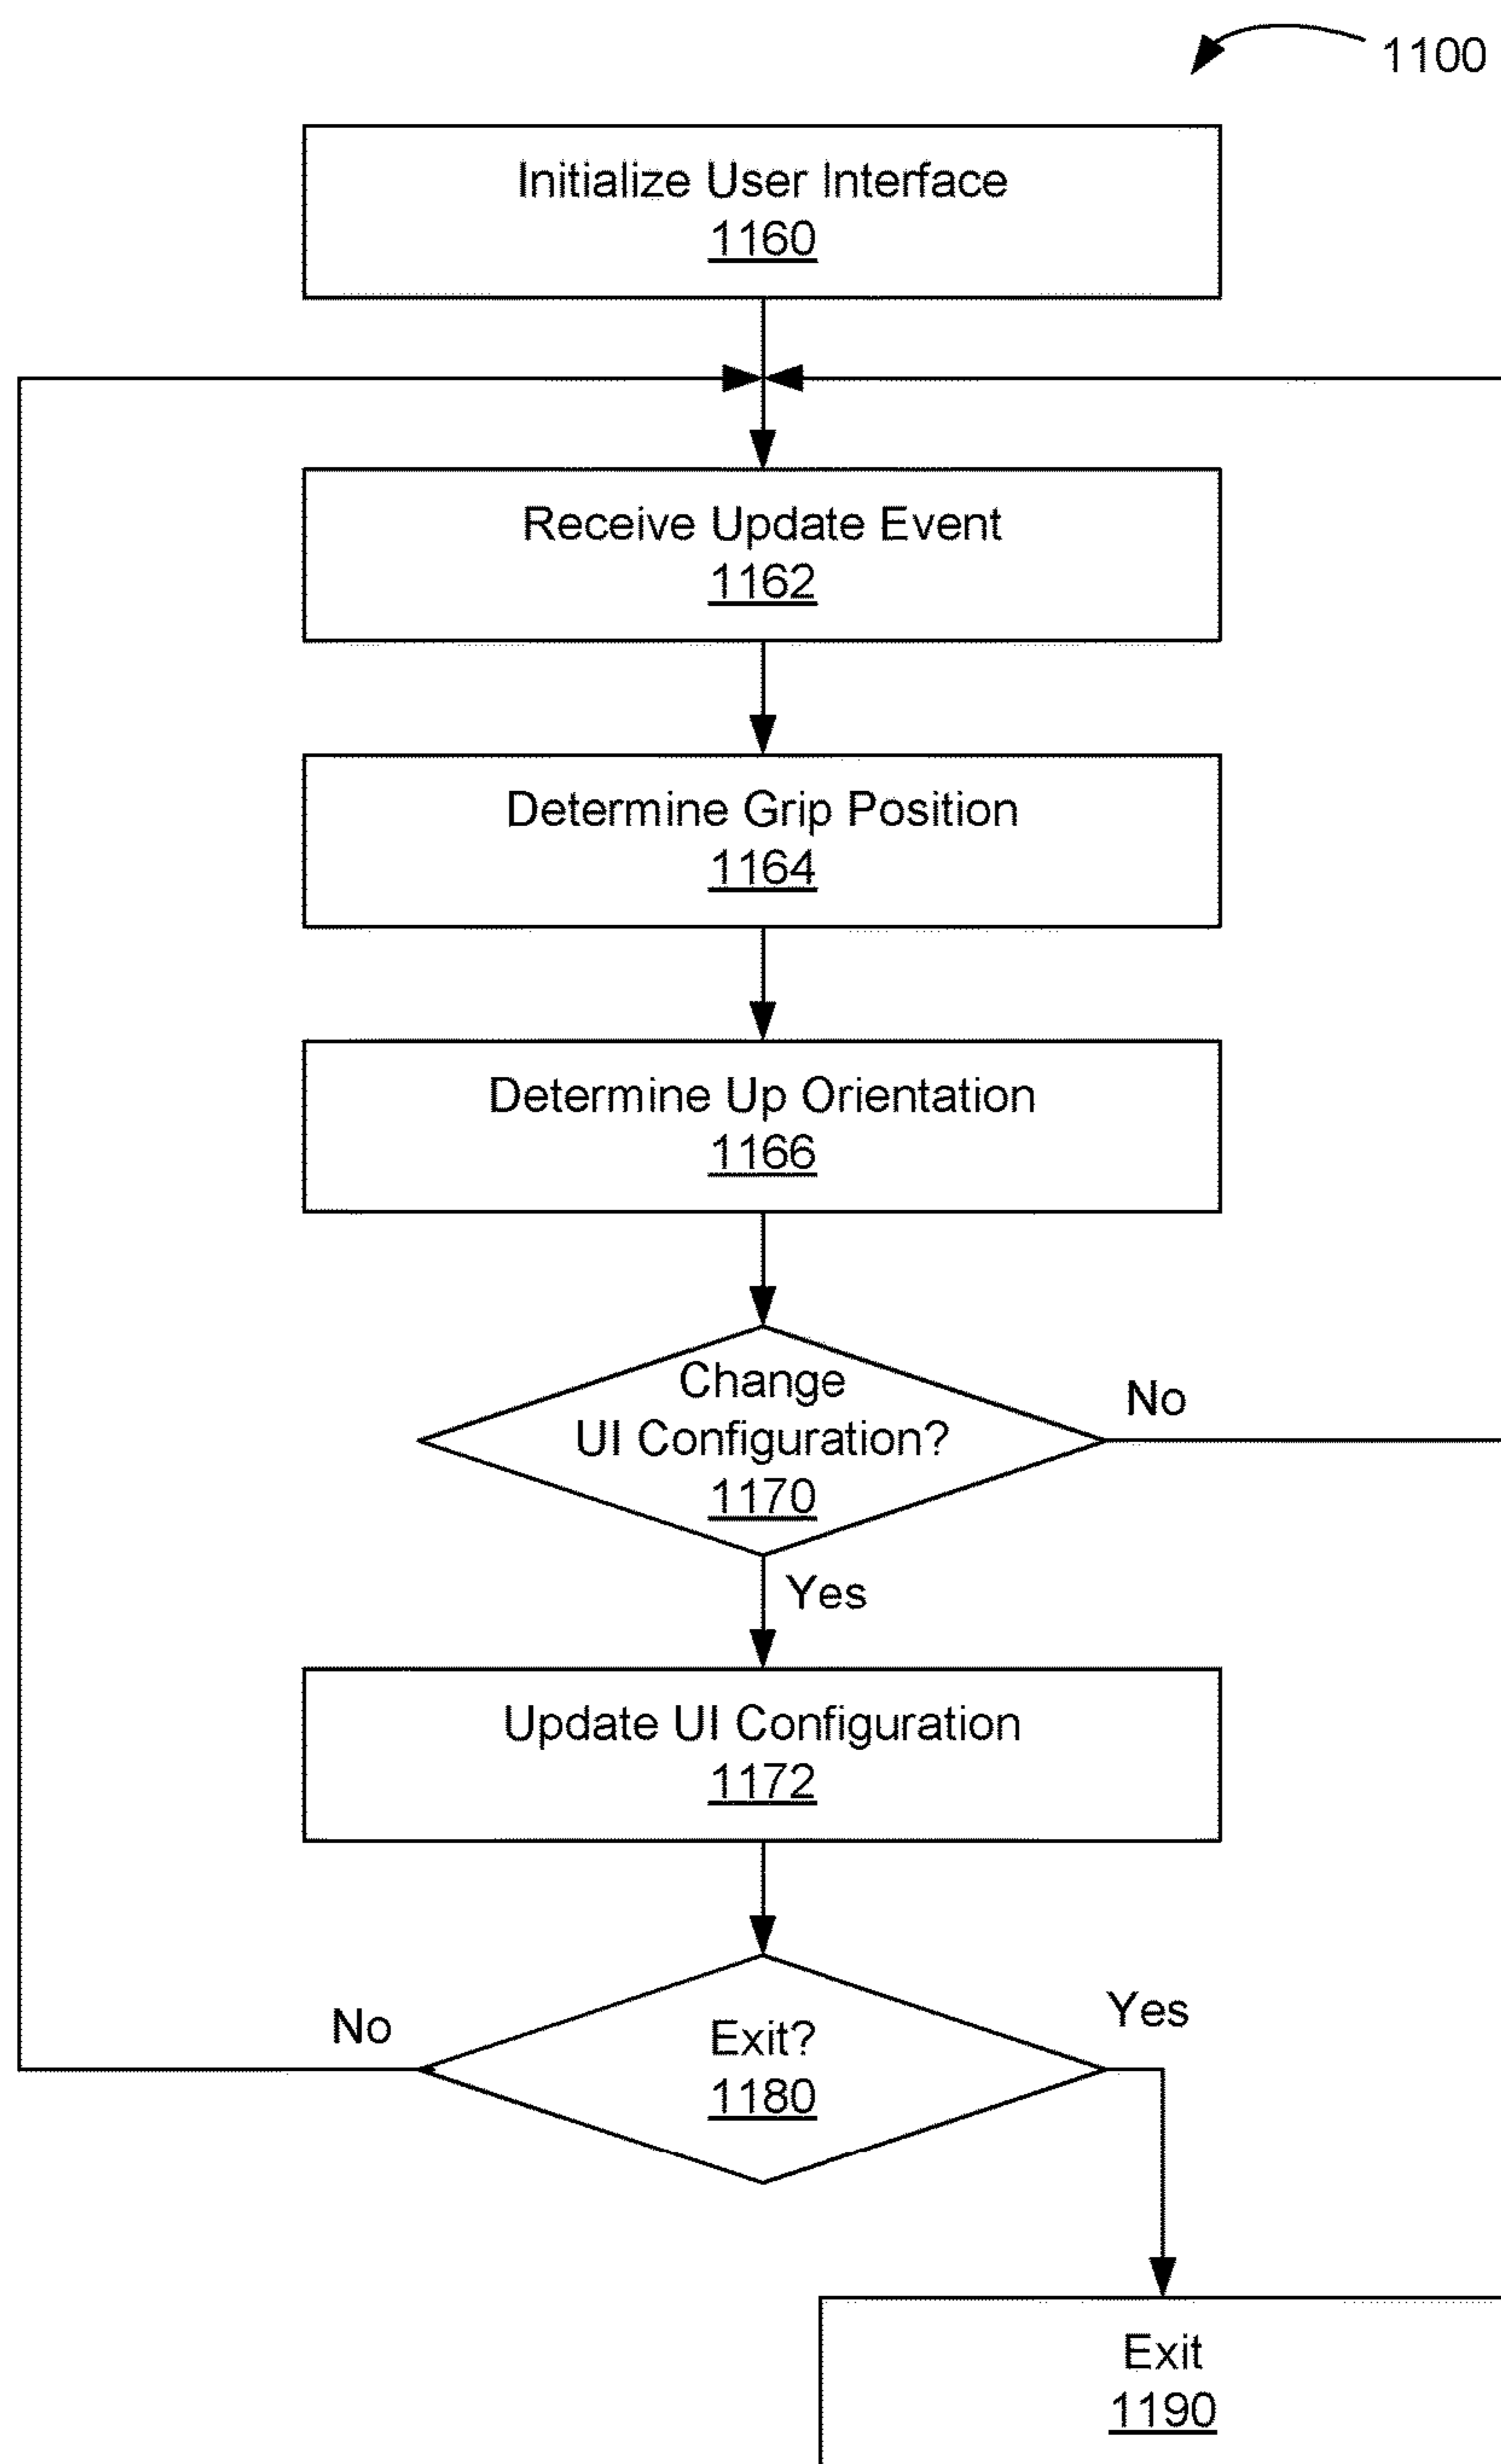 1100
Initialize User Interface
1160
Receive Update Event
1162
Determine Grip Position
1164
Determine Up Orientation
1166
Change
UI Configuration?
1170
No
Yes
Update UI Configuration
1172
No
Exit?
1180
Yes
Exit
1190